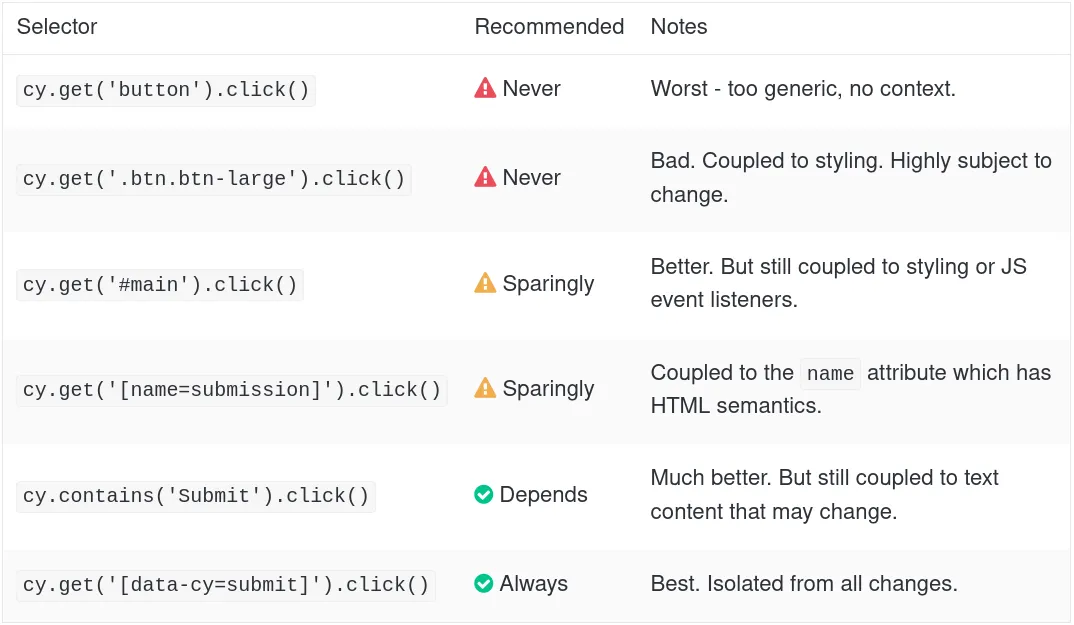 Selector Recommended Notes
cy.get('button').click() Never Worst - too generic, no context.
cy.get('.btn.btn-large').click() Never Bad. Coupled to styling. Highly subject to
change.
cy.get('#main').click() Sparingly Better. But still coupled to styling or JS
event listeners.
cy.get('[name=submission]').click() Sparingly Coupled to the name attribute which has
HTML semantics.
cy.contains('Submit').click() Depends Much better. But still coupled to text
content that may change.
cy.get('[data-cy=submit]').click() Always Best. Isolated from all changes.